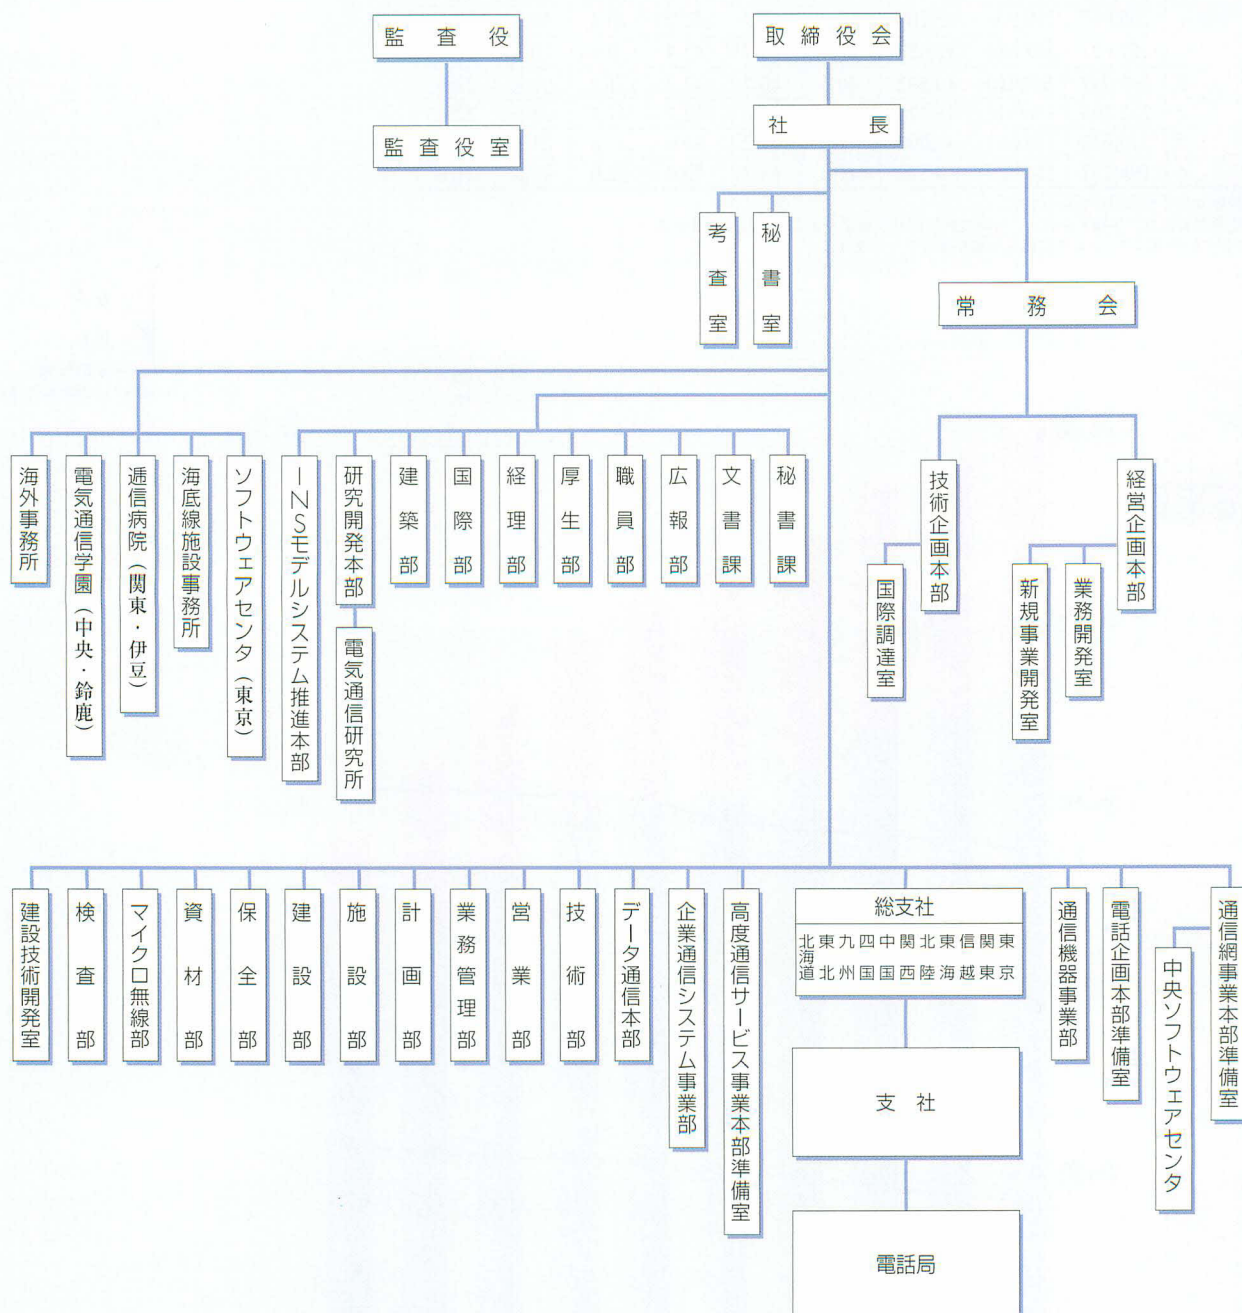 監査役
取締役会
社長
監査役室
考査室
秘書室
常務会
海外事務所
電気通信学園（中央・鈴鹿）
逓信病院（関東・伊豆）
海底線施設事務所
ソフトウェアセンタ（東京）
INSモデルシステム推進本部
研究開発本部
電気通信研究所
建築部
国際部
経理部
厚生部
職員部
広報部
文書課
秘書課
技術企画本部
国際調達室
経営企画本部
新規事業開発室
業務開発室
建設技術開発室
検査部
マイクロ無線部
資材部
保全部
建設部
施設部
計画部
業務管理部
営業部
技術部
データ通信本部
企業通信システム事業部
高度通信サービス事業本部準備室
総支社
北海道
東北
九州
四国
中国
関西
北陸
東海
信越
関東
東京
支社
電話局
通信機器事業部
電話企画本部準備室
中央ソフトウェアセンタ
通信網事業本部準備室